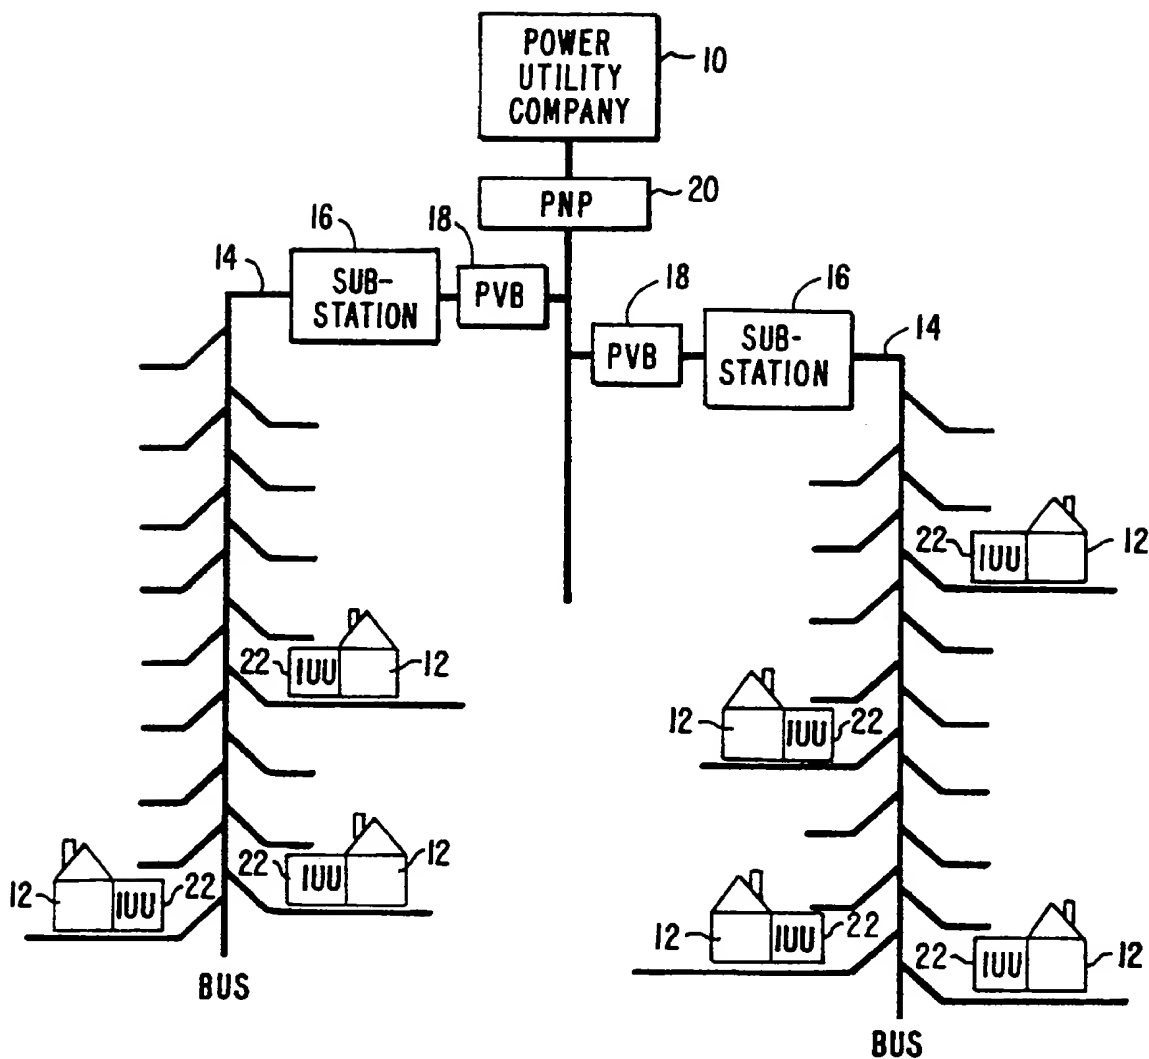 POWER
UTILITY
COMPANY
10
PNP
20
16
18
14
SUB-
STATION
PVB
18
16
PVB
SUB-
STATION
14
22
IUU
12
22
IUU
12
12
IUU
22
22
IUU
12
12
IUU
22
12
IUU
22
22
IUU
12
BUS
BUS